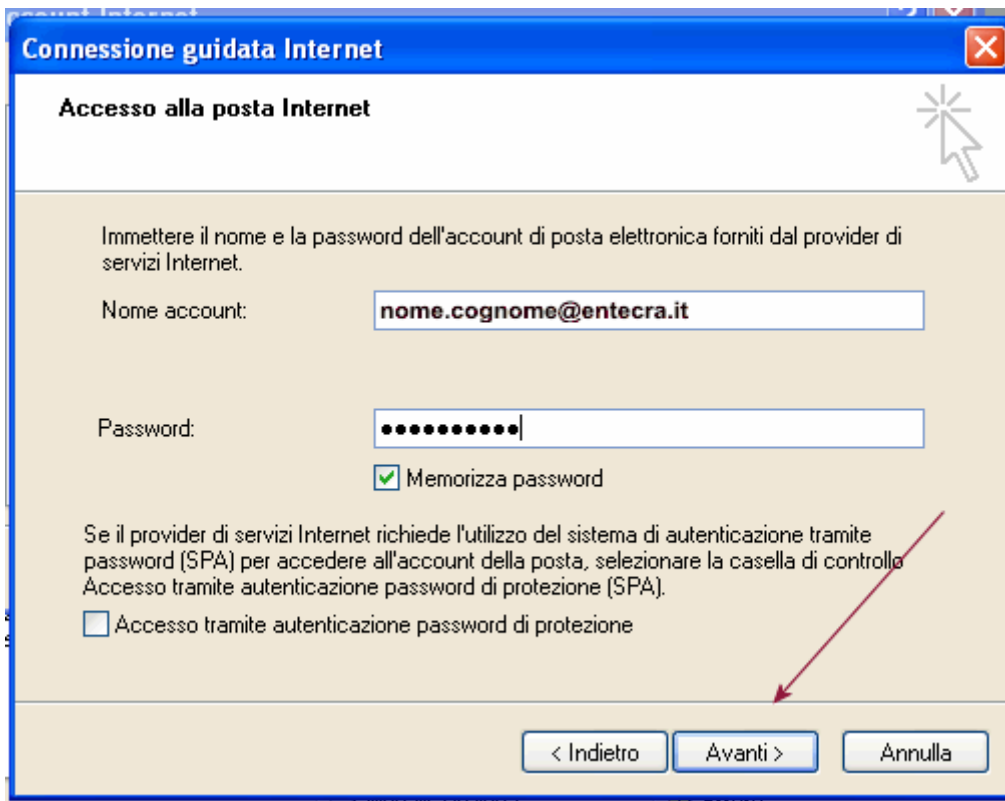 Connessione guidata Internet
Accesso alla posta Internet
Immettere il nome e la password dell'account di posta elettronica forniti dal provider di
servizi Internet.
Nome account:
nome.cognome@entecra.it
Password:
●●●●●●●●●●
Memorizza password
Se il provider di servizi Internet richiede l'utilizzo del sistema di autenticazione tramite
password (SPA) per accedere all'account della posta, selezionare la casella di controllo
Accesso tramite autenticazione password di protezione (SPA).
Accesso tramite autenticazione password di protezione
< Indietro
Avanti >
Annulla